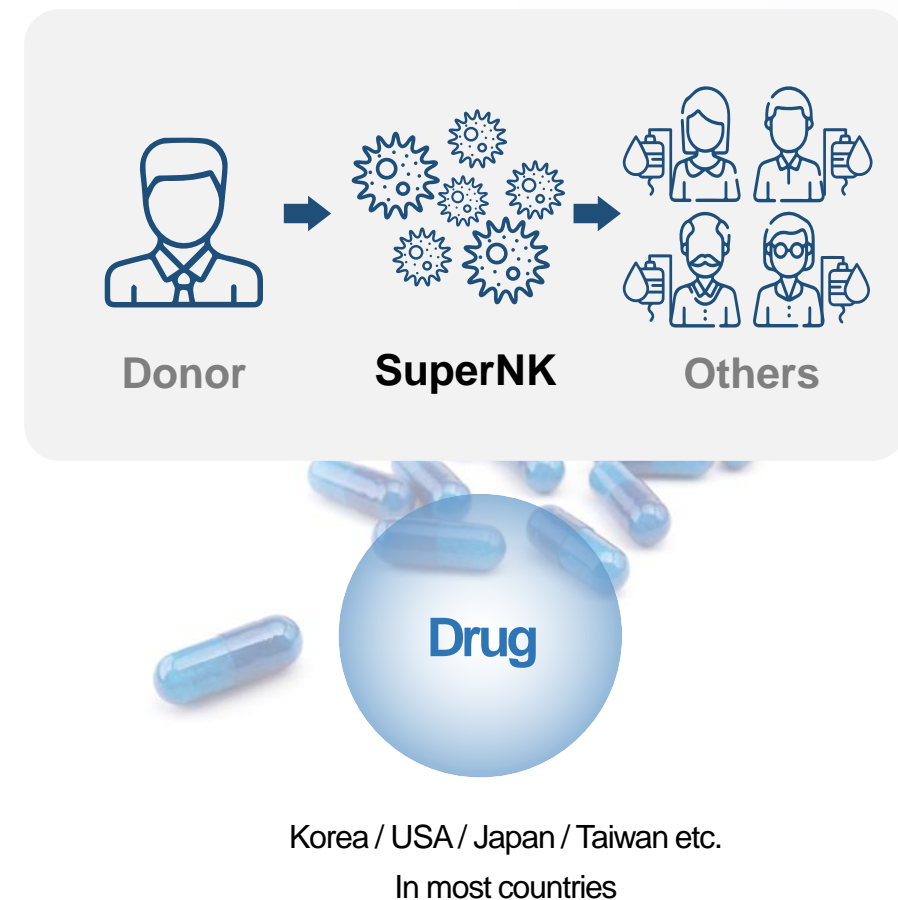 Donor
SuperNK
Others
Drug
Korea / USA / Japan / Taiwan etc.
In most countries